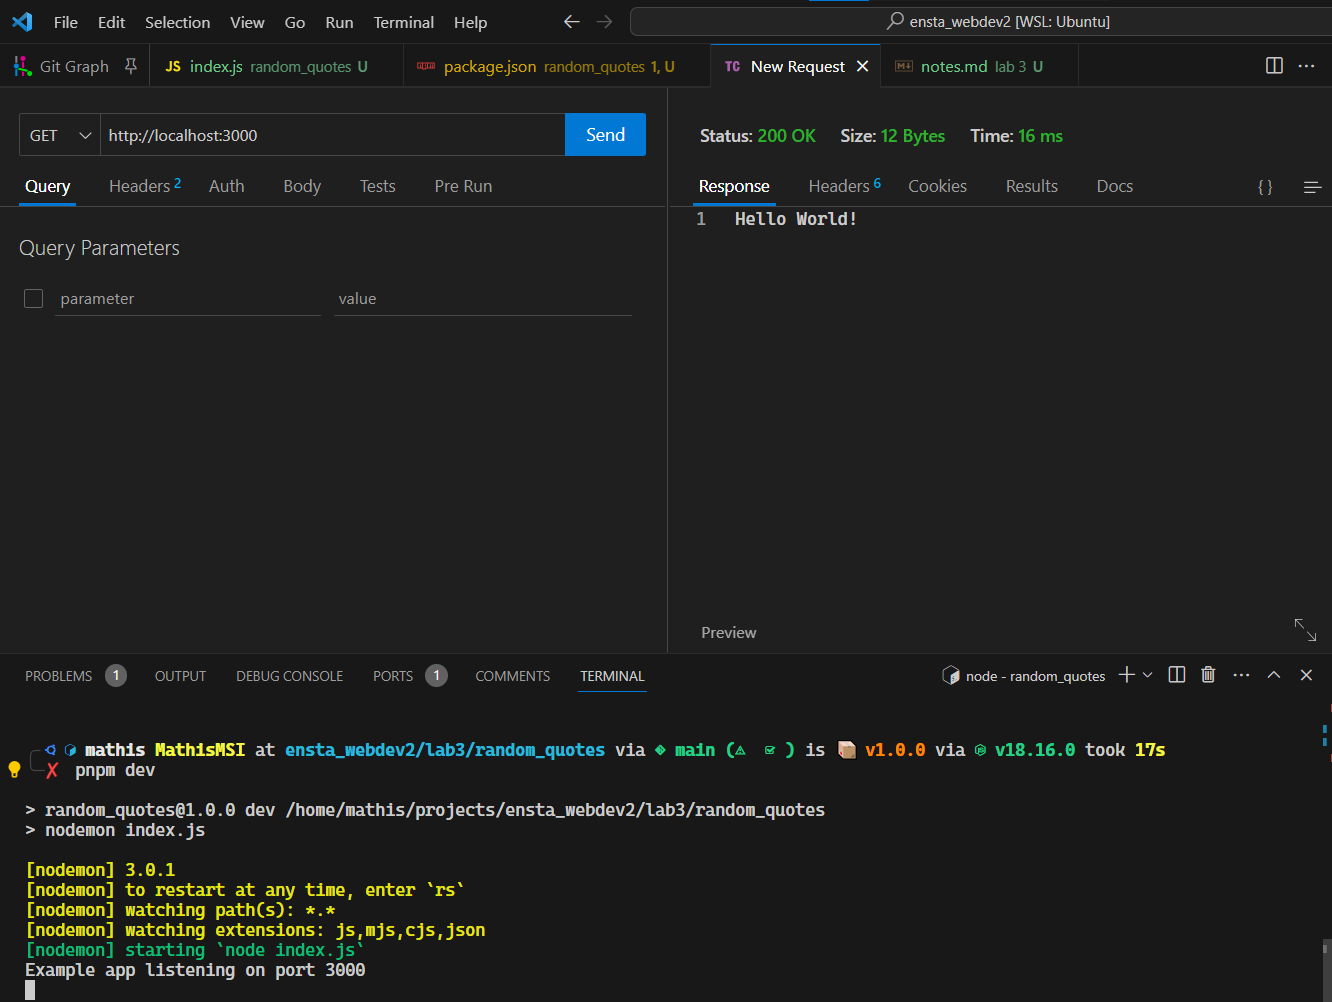 File Edit Selection View Go Run Terminal Help ensta_webdev2 [WSL: Ubuntu]
Git Graph JS index.js random_quotes U package.json random_quotes 1, U TC New Request notes.md lab 3 U
GET http://localhost:3000 Send
Status: 200 OK Size: 12 Bytes Time: 16 ms
Query Headers 2 Auth Body Tests Pre Run
Response Headers 6 Cookies Results Docs { }
1 Hello World!
Query Parameters
parameter value
Preview
PROBLEMS 1 OUTPUT DEBUG CONSOLE PORTS 1 COMMENTS TERMINAL node - random_quotes
mathis MathisMSI at ensta_webdev2/lab3/random_quotes via main ( ) is v1.0.0 via v18.16.0 took 17s
✗ pnpm dev
> random_quotes@1.0.0 dev /home/mathis/projects/ensta_webdev2/lab3/random_quotes
> nodemon index.js
[nodemon] 3.0.1
[nodemon] to restart at any time, enter `rs`
[nodemon] watching path(s): *.*
[nodemon] watching extensions: js,mjs,cjs,json
[nodemon] starting `node index.js`
Example app listening on port 3000